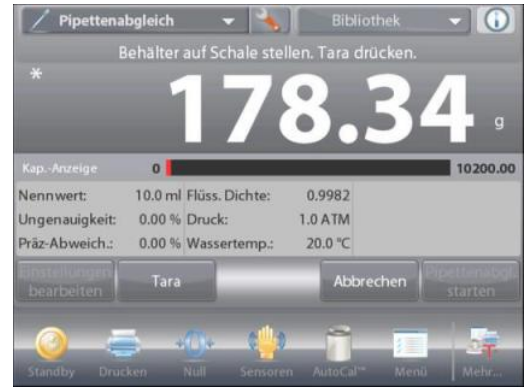 Pipettenabgleich Bibliothek
Behälter auf Schale stellen. Tara drücken.
*
178.34 g
Kap.-Anzeige 0 10200.00
Nennwert: 10.0 ml Flüss. Dichte: 0.9982
Ungenauigkeit: 0.00 % Druck: 1.0 ATM
Präz-Abweich.: 0.00 % Wassertemp.: 20.0 °C
Einstellungen bearbeiten Tara Abbrechen Pipettenabgl. starten
Standby Drucken Null Sensoren AutoCal™ Menü Mehr...